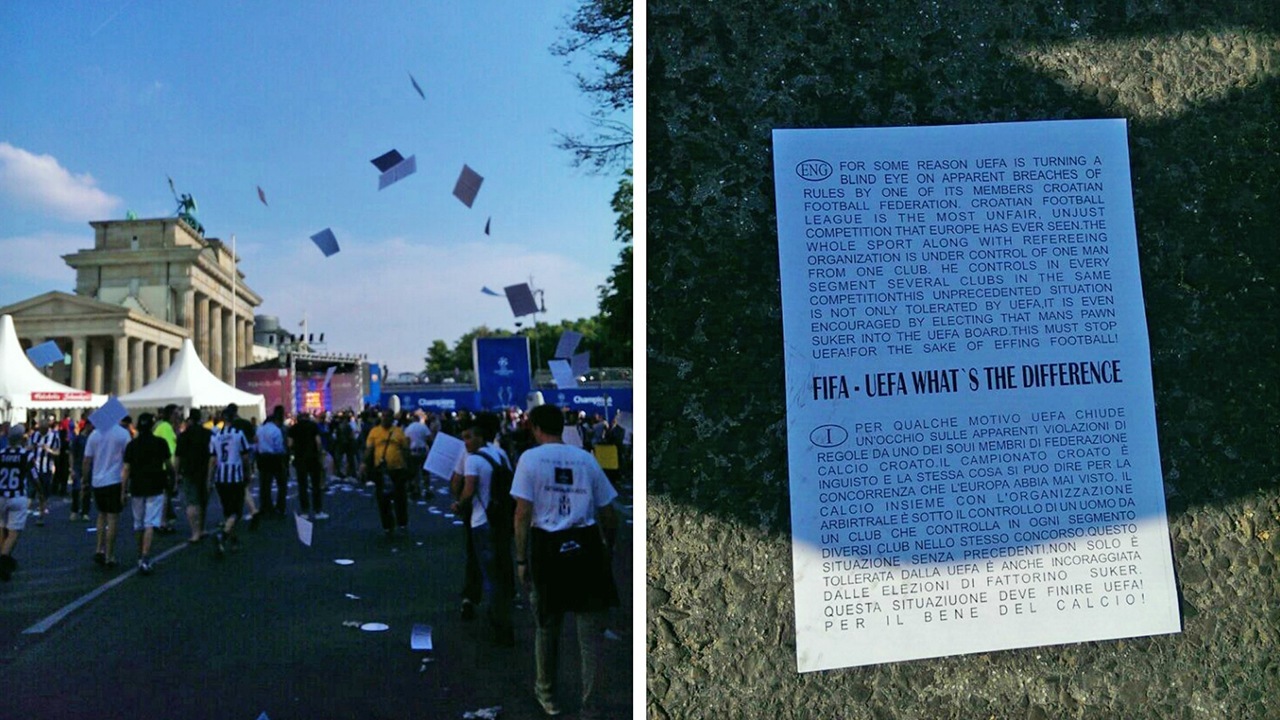 26
5
Champions
Champions
ENG FOR SOME REASON UEFA IS TURNING A
BLIND EYE ON APPARENT BREACHES OF
RULES BY ONE OF ITS MEMBERS CROATIAN
FOOTBALL FEDERATION. CROATIAN FOOTBALL
LEAGUE IS THE MOST UNFAIR, UNJUST
COMPETITION THAT EUROPE HAS EVER SEEN.THE
WHOLE SPORT ALONG WITH REFEREEING
ORGANIZATION IS UNDER CONTROL OF ONE MAN
FROM ONE CLUB. HE CONTROLS IN EVERY
SEGMENT SEVERAL CLUBS IN THE SAME
COMPETITIONTHIS UNPRECEDENTED SITUATION
IS NOT ONLY TOLERATED BY UEFA,IT IS EVEN
ENCOURAGED BY ELECTING THAT MANS PAWN
SUKER INTO THE UEFA BOARD.THIS MUST STOP
UEFA!FOR THE SAKE OF EFFING FOOTBALL!
FIFA - UEFA WHAT`S THE DIFFERENCE
I PER QUALCHE MOTIVO UEFA CHIUDE
UN'OCCHIO SULLE APPARENTI VIOLAZIONI DI
REGOLE DA UNO DEI SOUI MEMBRI DI FEDERAZIONE
CALCIO CROATO.IL CAMPIONATO CROATO È
INGUISTO E LA STESSA COSA SI PUO DIRE PER LA
CONCORRENZA CHE L'EUROPA ABBIA MAI VISTO. IL
CALCIO INSIEME CON L'ORGANIZZAZIONE
ARBIRTRALE È SOTTO IL CONTROLLO DI UN UOMO DA
UN CLUB CHE CONTROLLA IN OGNI SEGMENTO
DIVERSI CLUB NELLO STESSO CONCORSO.QUESTO
SITUAZIONE SENZA PRECEDENTI.NON SOLO È
TOLLERATA DALLA UEFA È ANCHE INCORAGGIATA
DALLE ELEZIONI DI FATTORINO SUKER.
QUESTA SITUAZIUONE DEVE FINIRE UEFA!
PER IL BENE DEL CALCIO!